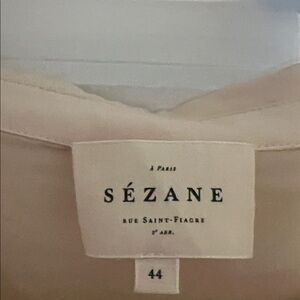 À PARIS
SÉZANE
RUE SAINT-FIACRE
2E ARR.
44